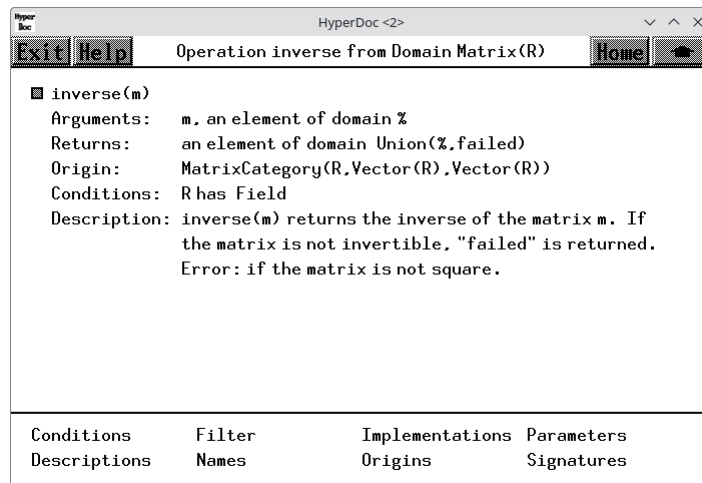 Hyper
Doc
HyperDoc <2>
Exit Help Operation inverse from Domain Matrix(R) Home
inverse(m)
Arguments: m, an element of domain %
Returns: an element of domain Union(%,failed)
Origin: MatrixCategory(R,Vector(R),Vector(R))
Conditions: R has Field
Description: inverse(m) returns the inverse of the matrix m. If
the matrix is not invertible, "failed" is returned.
Error: if the matrix is not square.
Conditions Filter Implementations Parameters
Descriptions Names Origins Signatures